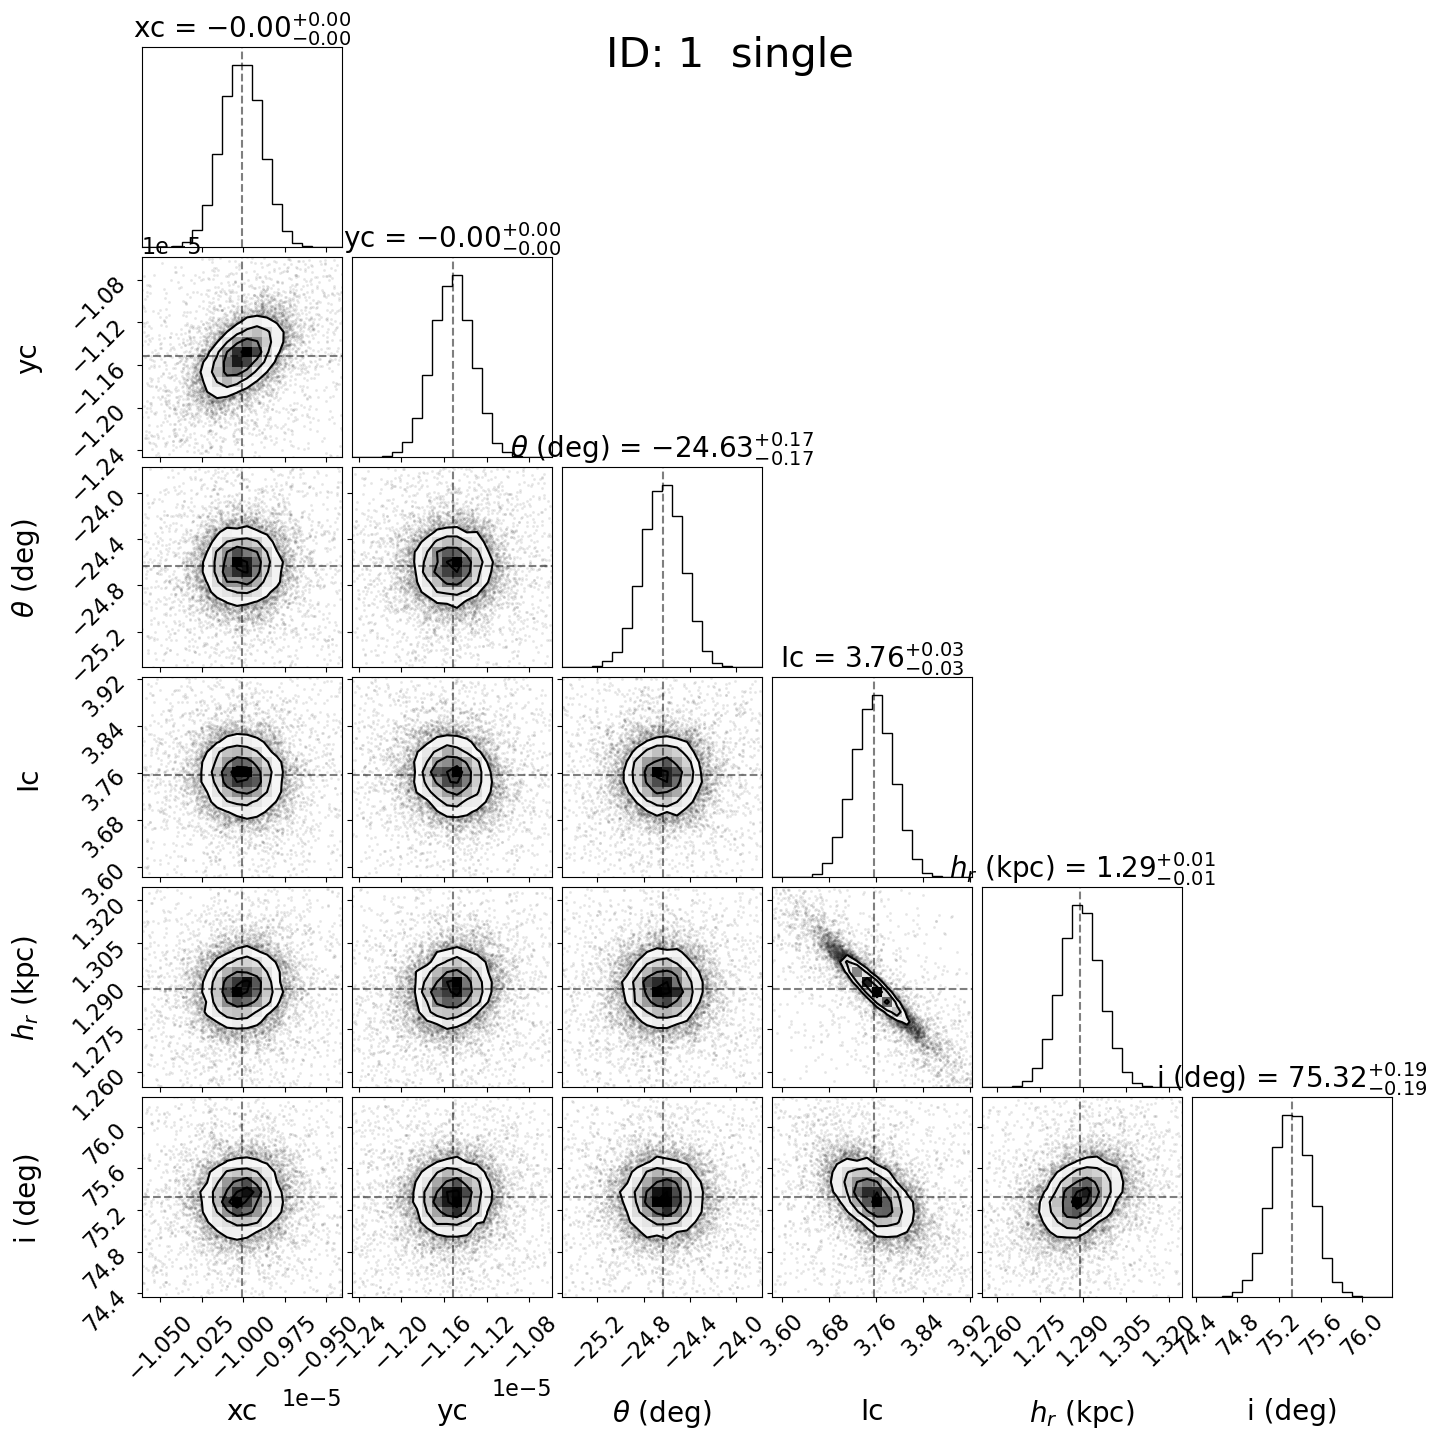 xc = −0.00+0.00−0.00
ID: 1 single
1e−5
yc = −0.00+0.00−0.00
yc
−1.08
−1.12
−1.16
−1.20
−1.24
θ (deg) = −24.63+0.17−0.17
θ (deg)
−24.0
−24.4
−24.8
−25.2
Ic = 3.76+0.03−0.03
Ic
3.92
3.84
3.76
3.68
3.60
hr (kpc) = 1.29+0.01−0.01
hr (kpc)
1.320
1.305
1.290
1.275
1.260
i (deg) = 75.32+0.19−0.19
i (deg)
76.0
75.6
75.2
74.8
74.4
−1.050 −1.025 −1.000 −0.975 −0.950 −1.24 −1.20 −1.16 −1.12 −1.08 −25.2 −24.8 −24.4 −24.0 3.60 3.68 3.76 3.84 3.92 1.260 1.275 1.290 1.305 1.320 74.4 74.8 75.2 75.6 76.0
1e−5 1e−5
xc yc θ (deg) Ic hr (kpc) i (deg)